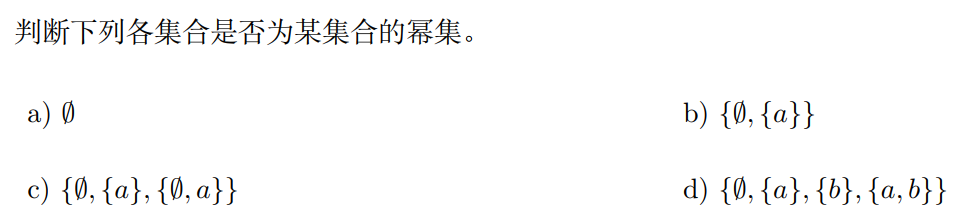 判断下列各集合是否为某集合的幂集。
a) ∅ b) {∅, {a}}
c) {∅, {a}, {∅, a}} d) {∅, {a}, {b}, {a, b}}